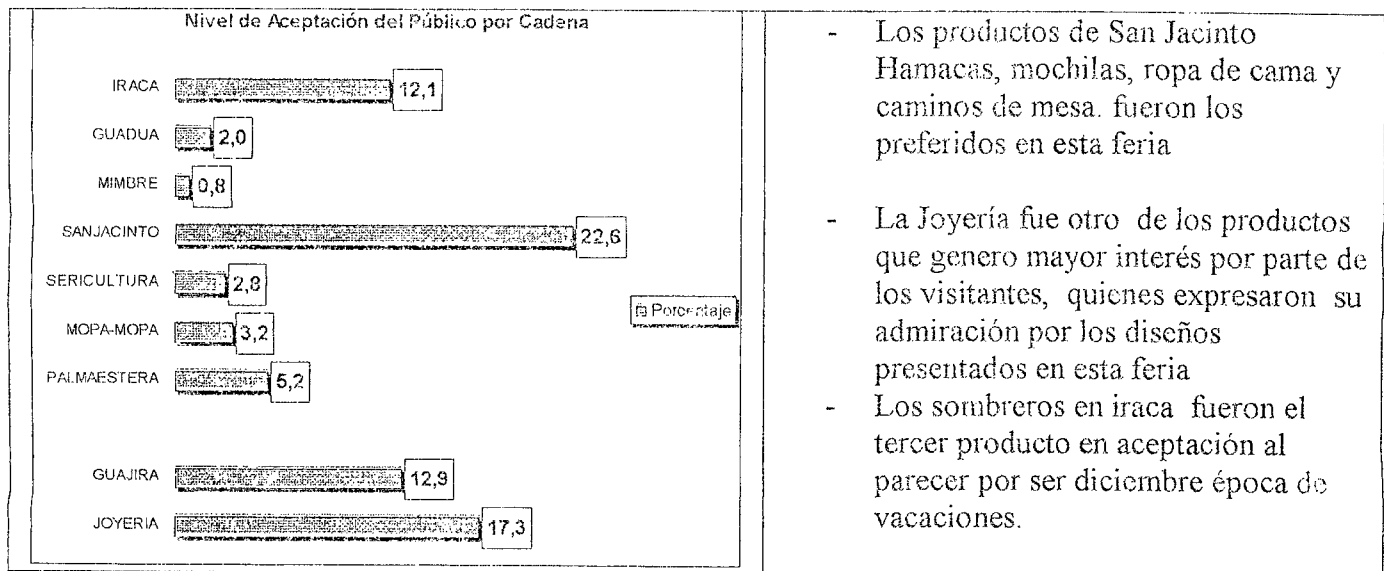 Nivel de Aceptación del Público por Cadena
IRACA 12,1
GUADUA 2,0
MIMBRE 0,8
SANJACINTO 22,6
SERICULTURA 2,8
MOPA-MOPA 3,2
PALMAESTERA 5,2
GUAJIRA 12,9
JOYERIA 17,3
Porcentaje
- Los productos de San Jacinto
Hamacas, mochilas, ropa de cama y
caminos de mesa. fueron los
preferidos en esta feria
- La Joyería fue otro de los productos
que genero mayor interés por parte de
los visitantes, quienes expresaron su
admiración por los diseños
presentados en esta feria
- Los sombreros en iraca fueron el
tercer producto en aceptación al
parecer por ser diciembre época de
vacaciones.